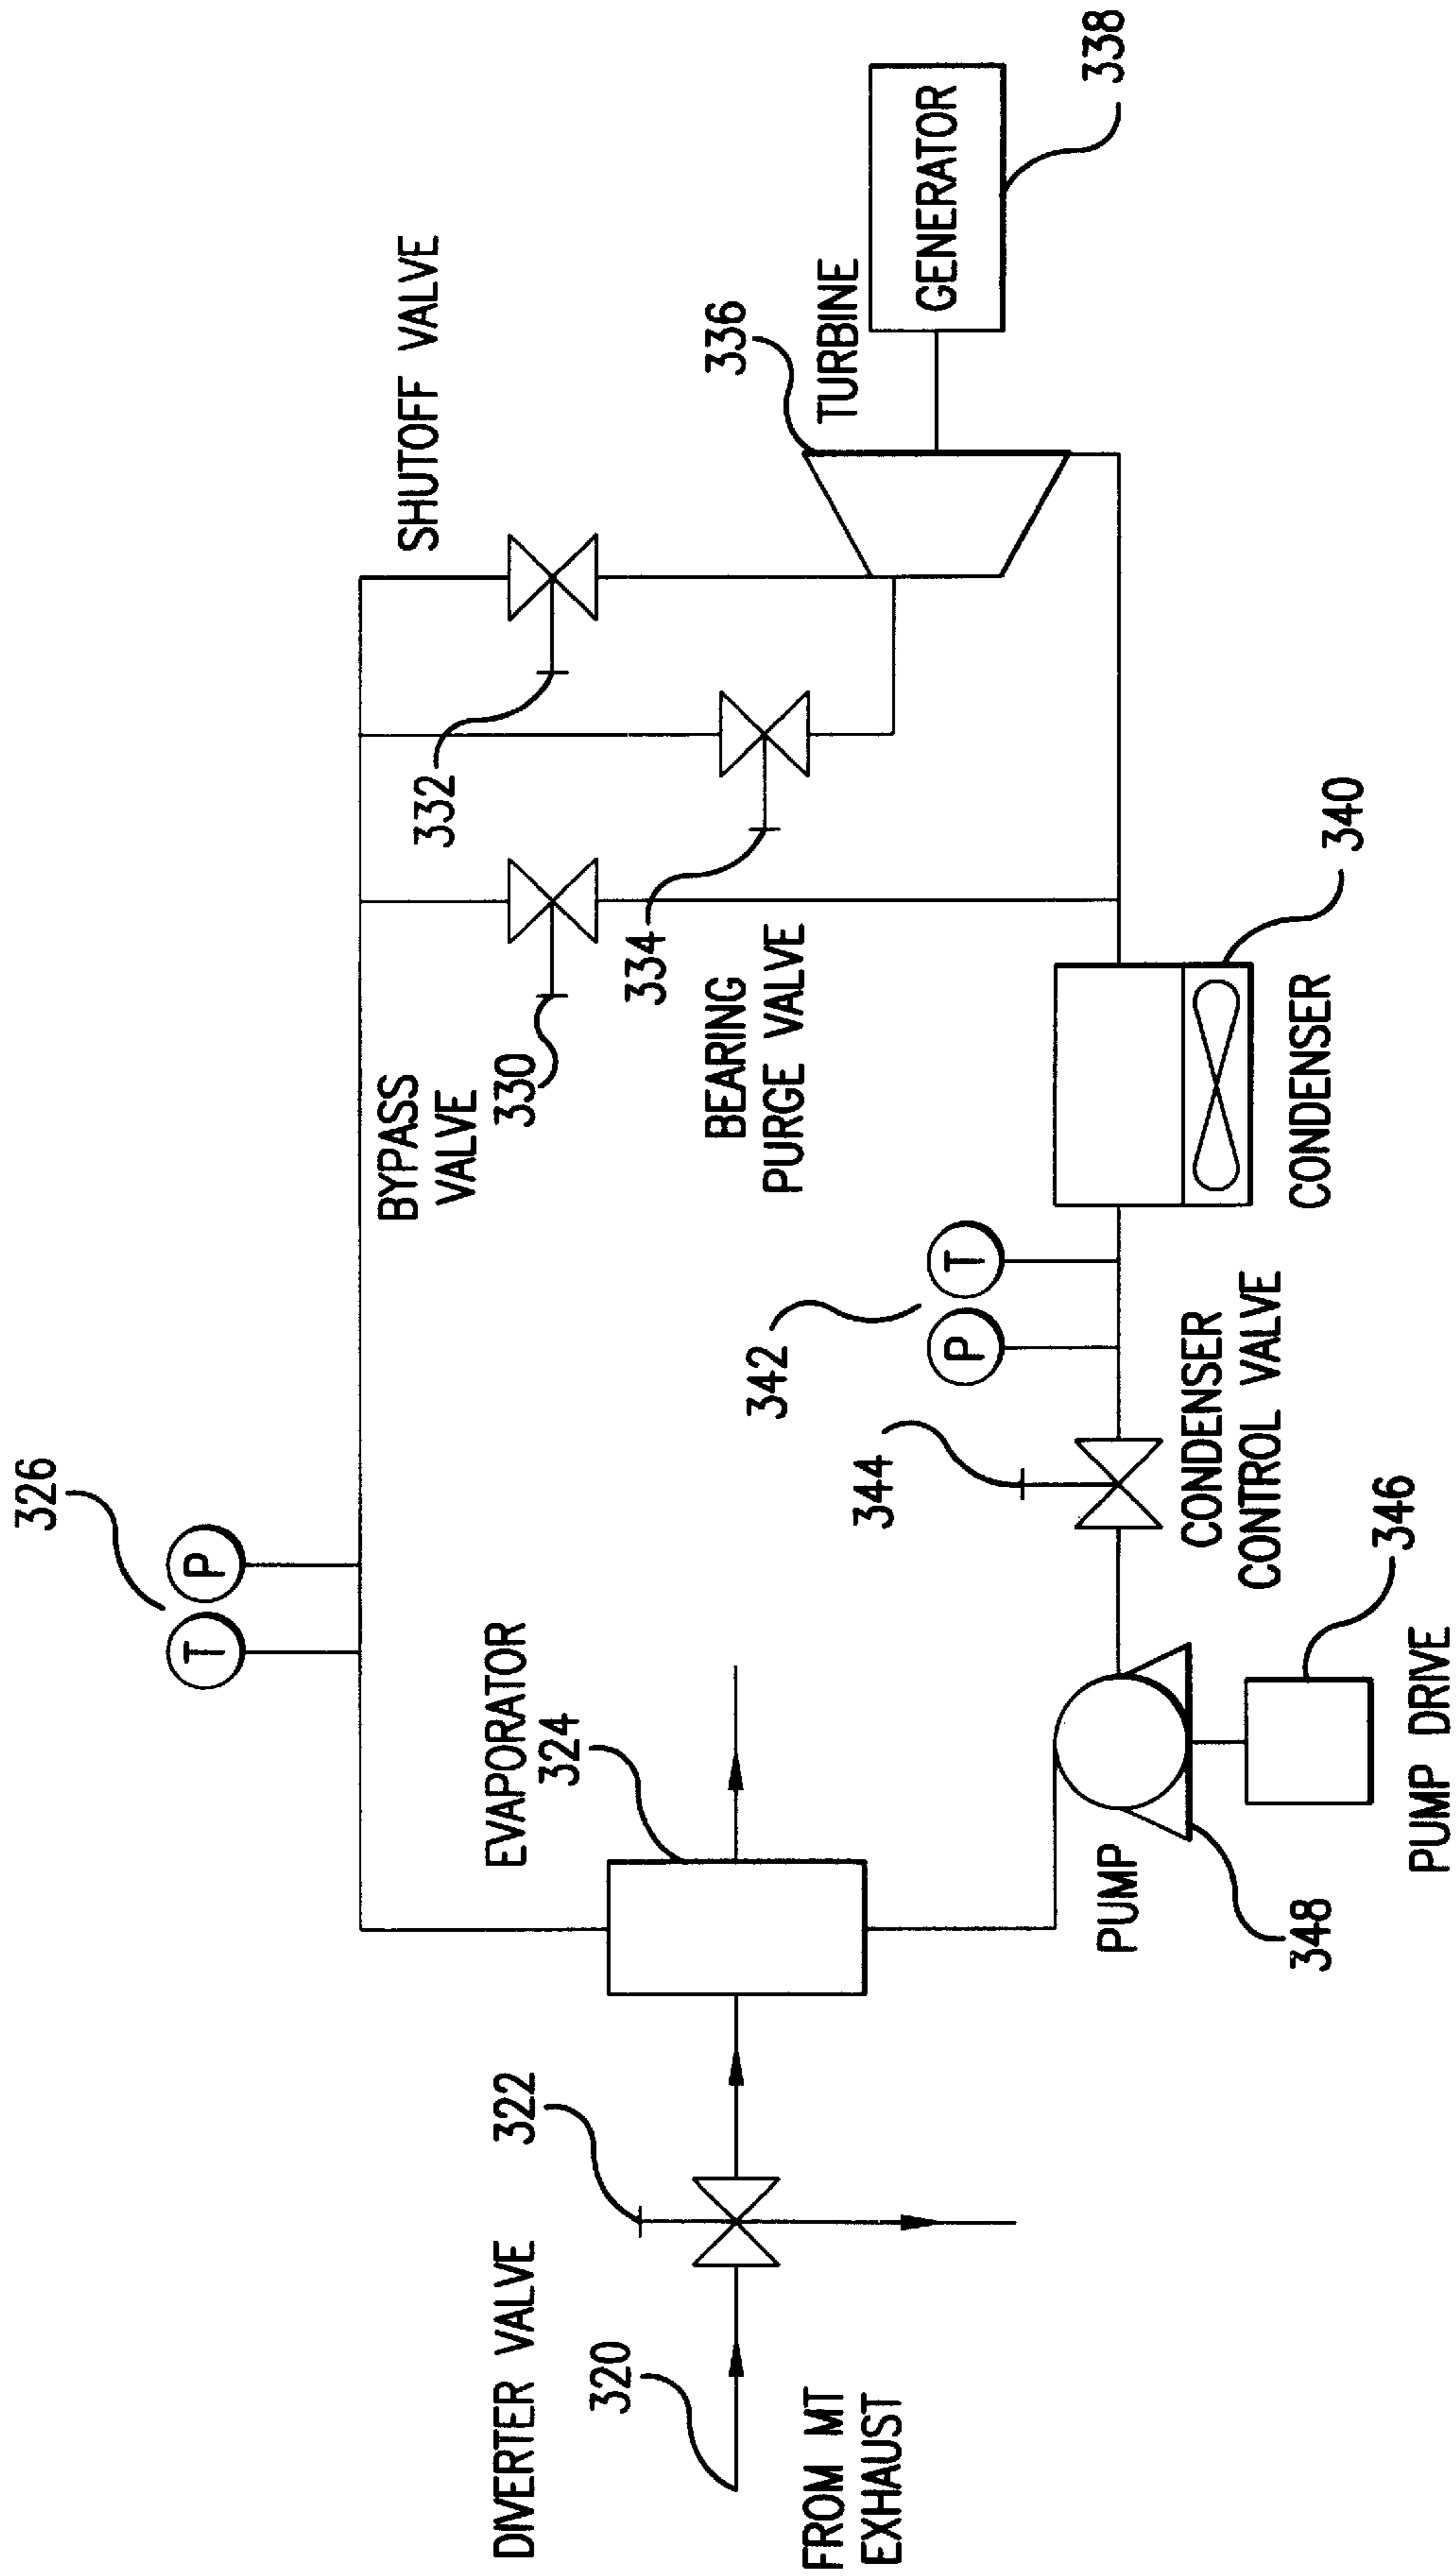 326
T
P
SHUTOFF VALVE
332
336
TURBINE
GENERATOR
338
BYPASS
VALVE
330
334
BEARING
PURGE VALVE
EVAPORATOR
324
DIVERTER VALVE
322
320
FROM MT
EXHAUST
342
P
T
340
CONDENSER
344
CONDENSER
CONTROL VALVE
PUMP
348
346
PUMP DRIVE